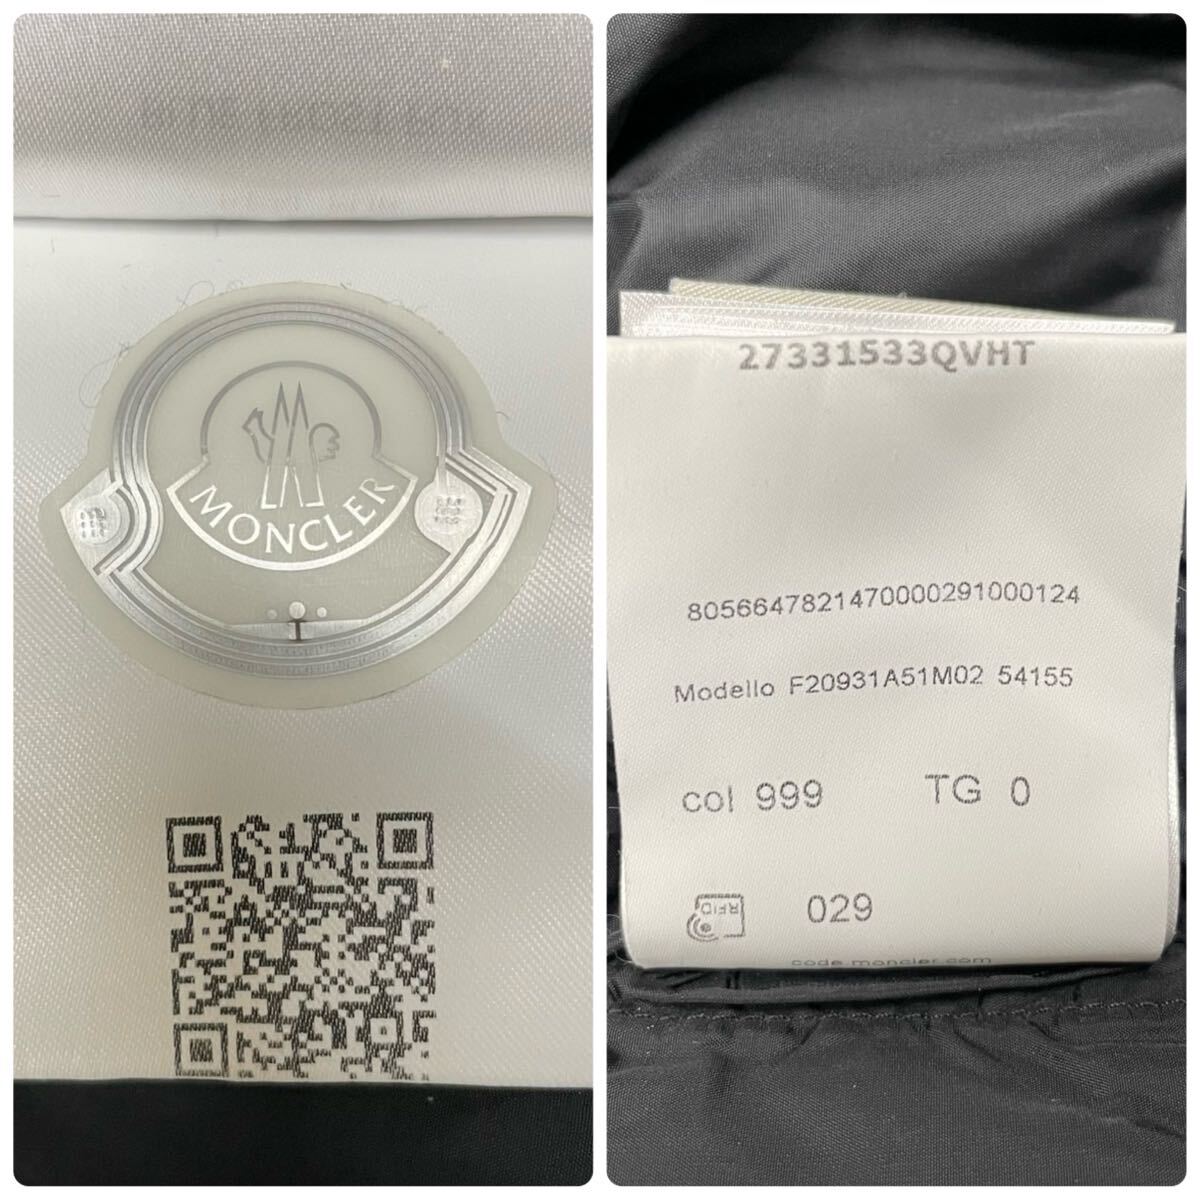 MONCLER
27331533QVHT
8056647821470000291000124
Modello F20931A51M02 54155
col 999 TG 0
RFID 029
code.moncler.com